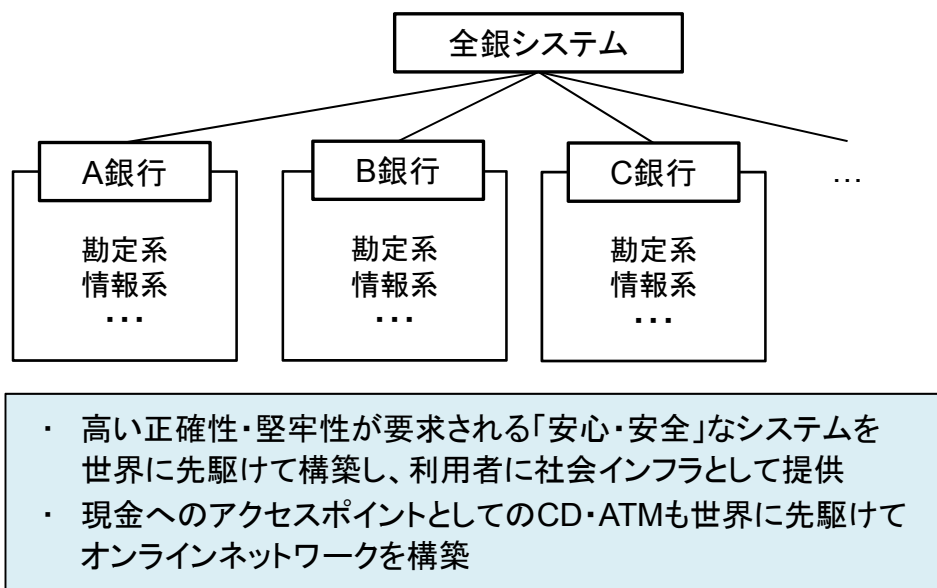 全銀システム
A銀行
B銀行
C銀行
…
勘定系
情報系
・・・
勘定系
情報系
・・・
勘定系
情報系
・・・
・ 高い正確性・堅牢性が要求される「安心・安全」なシステムを
世界に先駆けて構築し、利用者に社会インフラとして提供
・ 現金へのアクセスポイントとしてのCD・ATMも世界に先駆けて
オンラインネットワークを構築